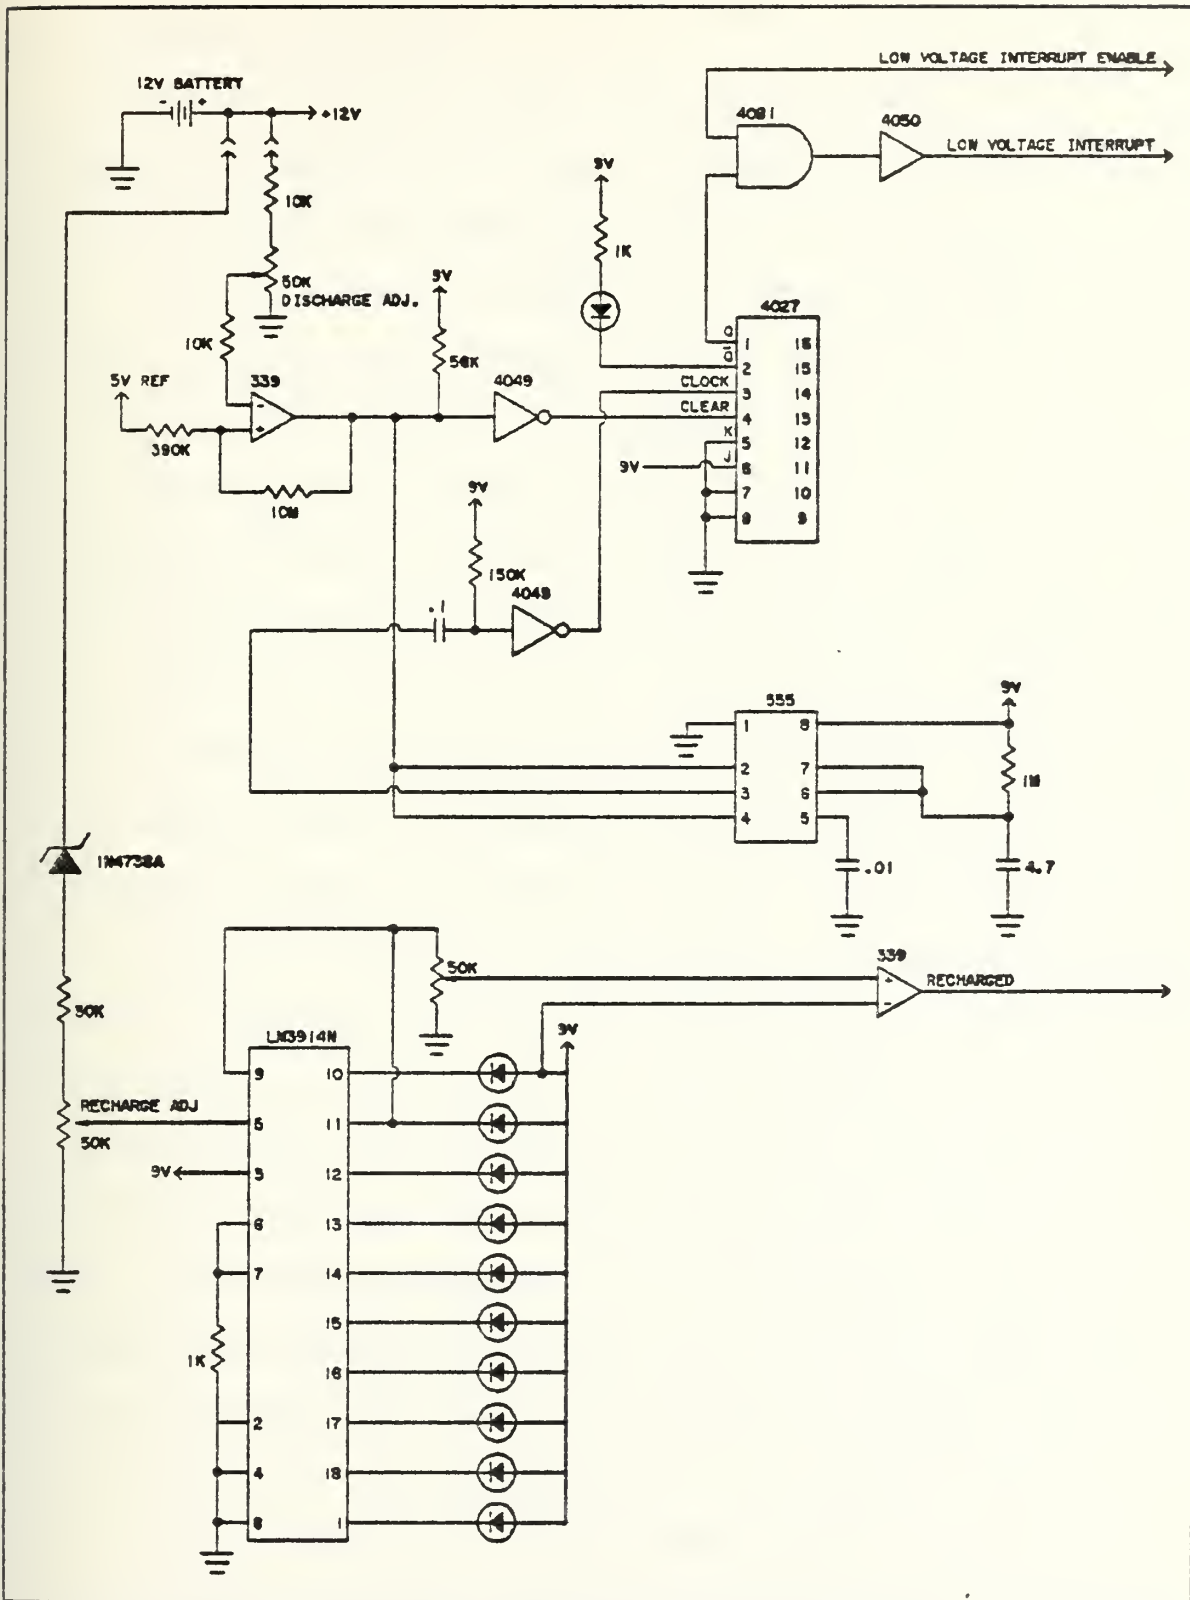 LOW VOLTAGE INTERRUPT ENABLE
12V BATTERY
- +
+12V
4081
4050
LOW VOLTAGE INTERRUPT
9V
10K
1K
50K
DISCHARGE ADJ.
9V
4027
10K
56K
Q
1 16
Q
2 15
5V REF
339
4049
CLOCK
3 14
CLEAR
4 13
-
+
390K
K
5 12
9V
J
6 11
10M
9V
7 10
8 9
150K
.1
4049
555
9V
1 8
2 7
1M
3 6
4 5
1N4738A
.01
4.7
50K
339
+
-
RECHARGED
30K
LM3914N
9V
9 10
RECHARGE ADJ
5 11
50K
9V
3 12
6 13
7 14
15
1K
16
2 17
4 18
8 1